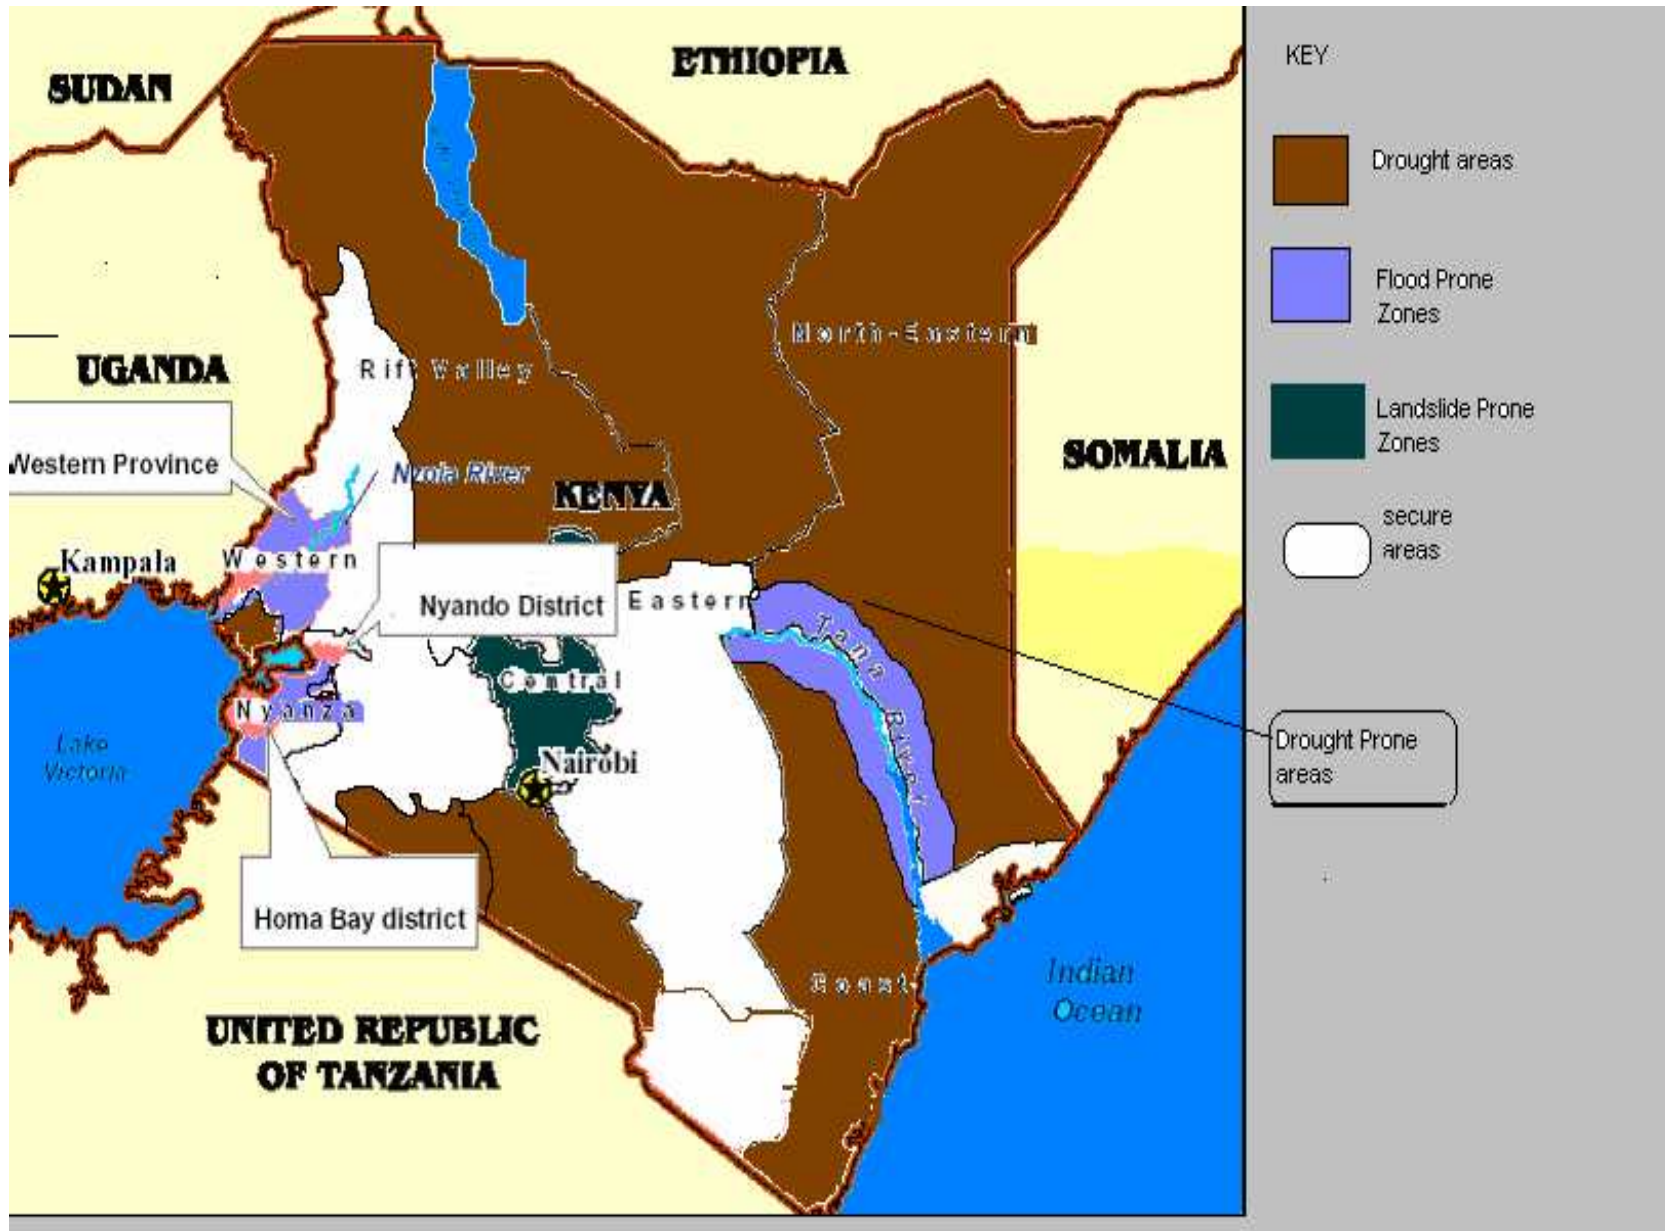 SUDAN
ETHIOPIA
UGANDA
Rift Valley
North-Eastern
SOMALIA
Western Province
Nzoia River
KENYA
Kampala
Western
Nyando District
Eastern
Tana
River
Central
Nyanza
Lake
Victoria
Nairobi
Homa Bay district
Coast
Indian
Ocean
UNITED REPUBLIC
OF TANZANIA
KEY
Drought areas
Flood Prone
Zones
Landslide Prone
Zones
secure
areas
Drought Prone
areas